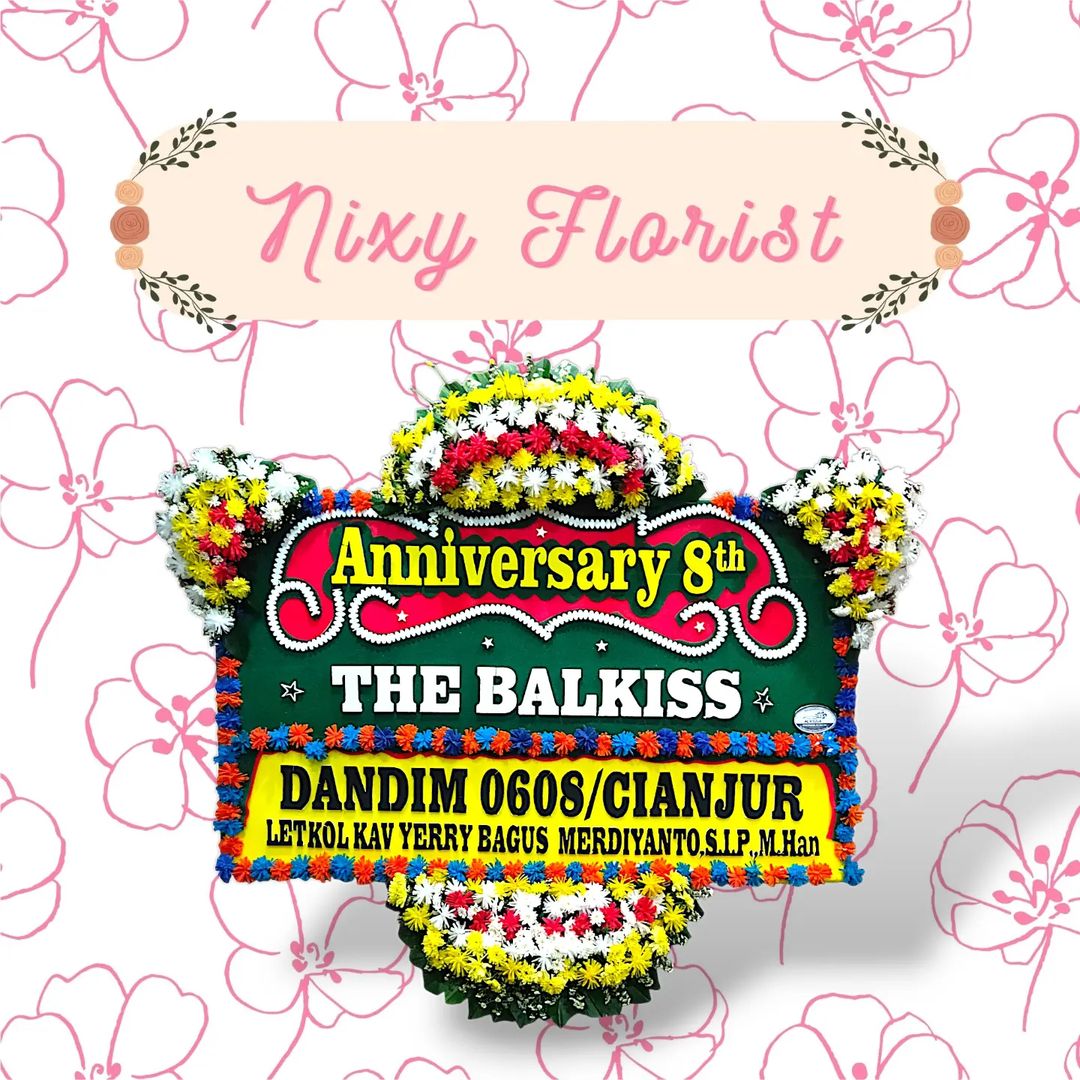 Nixy Florist
Anniversary 8th
THE BALKISS
DANDIM 0608/CIANJUR
LETKOL KAV YERRY BAGUS MERDIYANTO,S.I.P.,M.Han